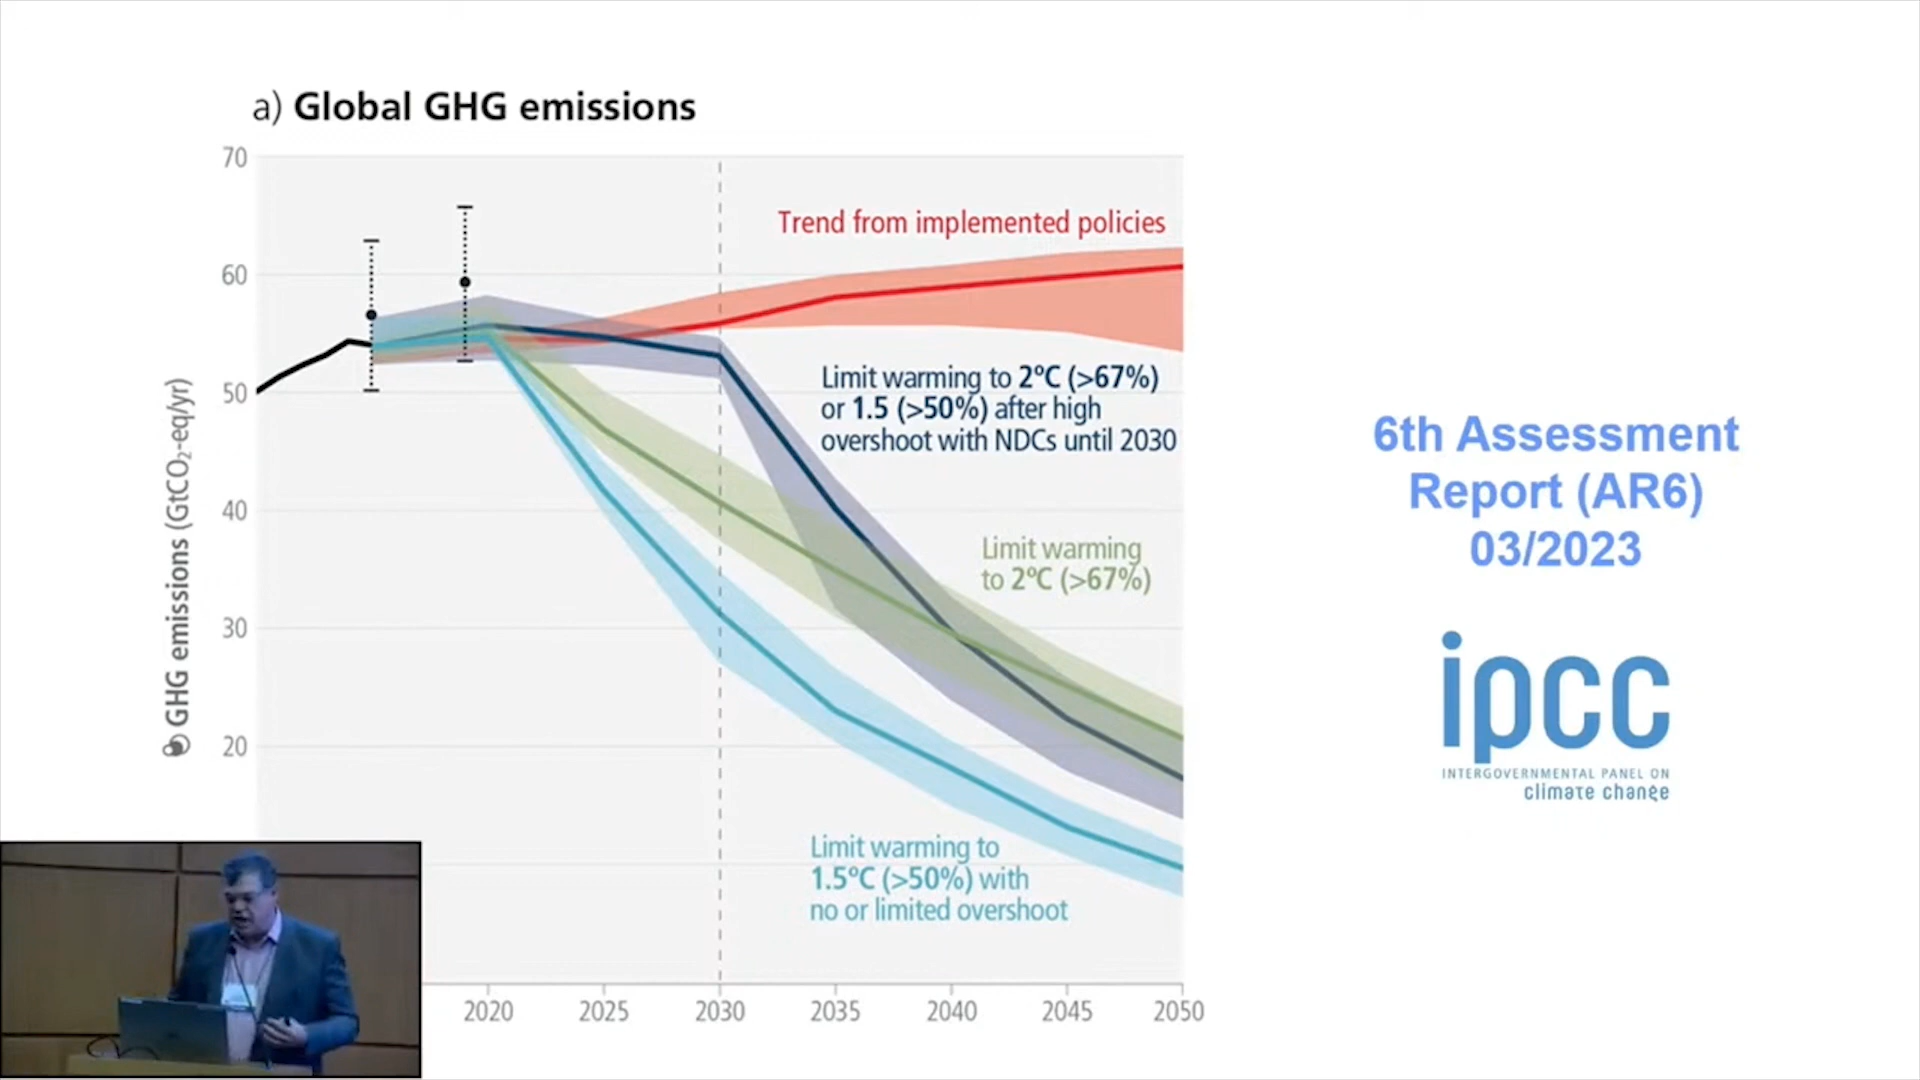 a) Global GHG emissions
70
60
50
40
30
20
GHG emissions (GtCO₂-eq/yr)
Trend from implemented policies
Limit warming to 2°C (>67%)
or 1.5 (>50%) after high
overshoot with NDCs until 2030
Limit warming
to 2°C (>67%)
Limit warming to
1.5°C (>50%) with
no or limited overshoot
2020
2025
2030
2035
2040
2045
2050
6th Assessment
Report (AR6)
03/2023
ipcc
INTERGOVERNMENTAL PANEL ON
climate change